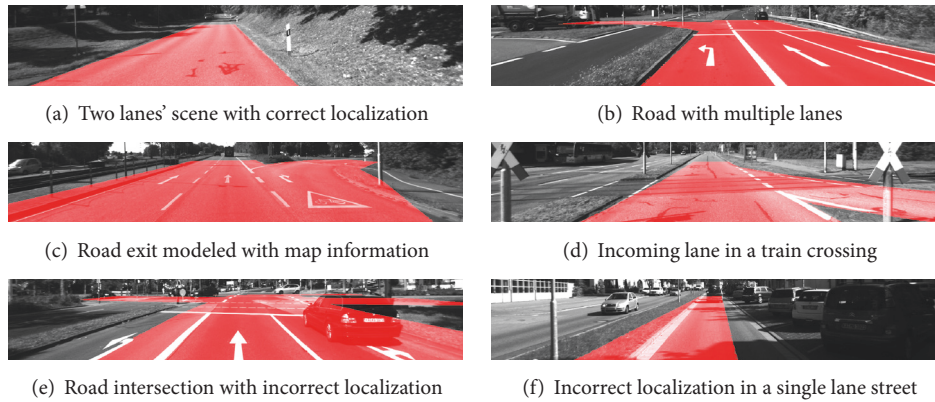 (a) Two lanes’ scene with correct localization
(b) Road with multiple lanes
(c) Road exit modeled with map information
(d) Incoming lane in a train crossing
(e) Road intersection with incorrect localization
(f) Incorrect localization in a single lane street